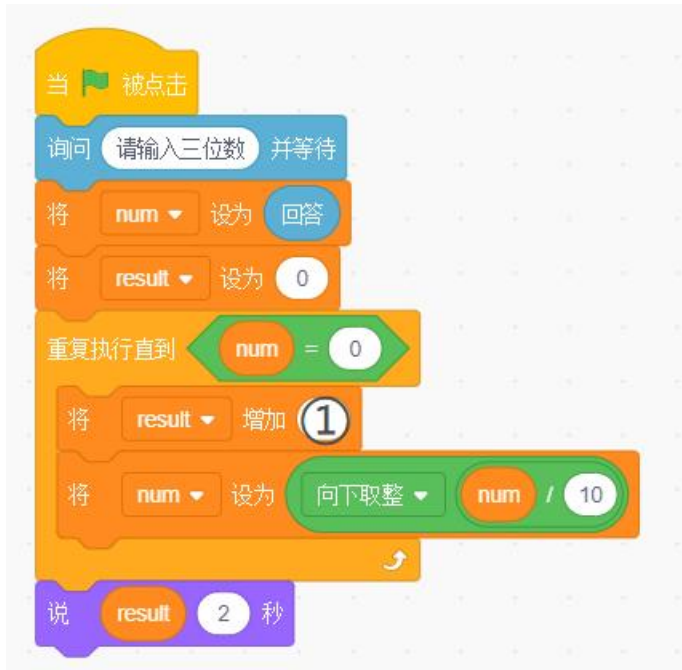 当 被点击
询问 请输入三位数 并等待
将 num 设为 回答
将 result 设为 0
重复执行直到 num = 0
将 result 增加 1
将 num 设为 向下取整 num / 10
说 result 2 秒